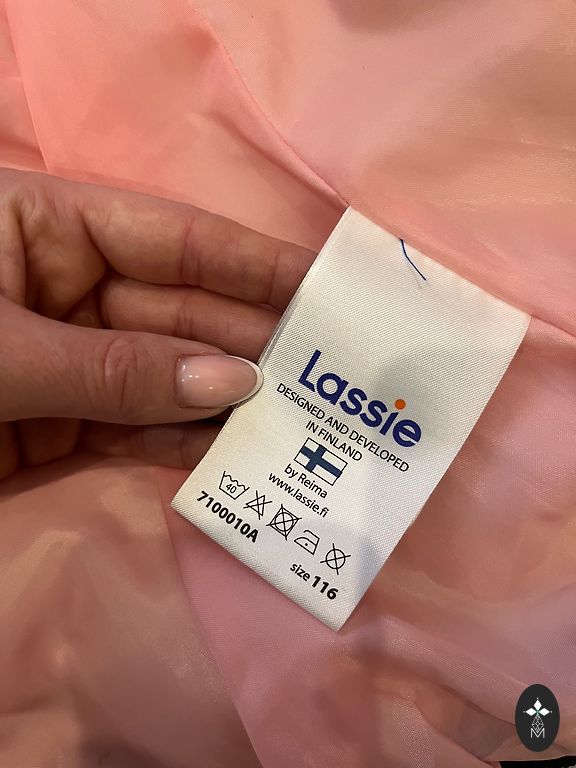 Lassie
DESIGNED AND DEVELOPED
IN FINLAND
by Reima
www.lassie.fi
40
7100010A
size 116
M